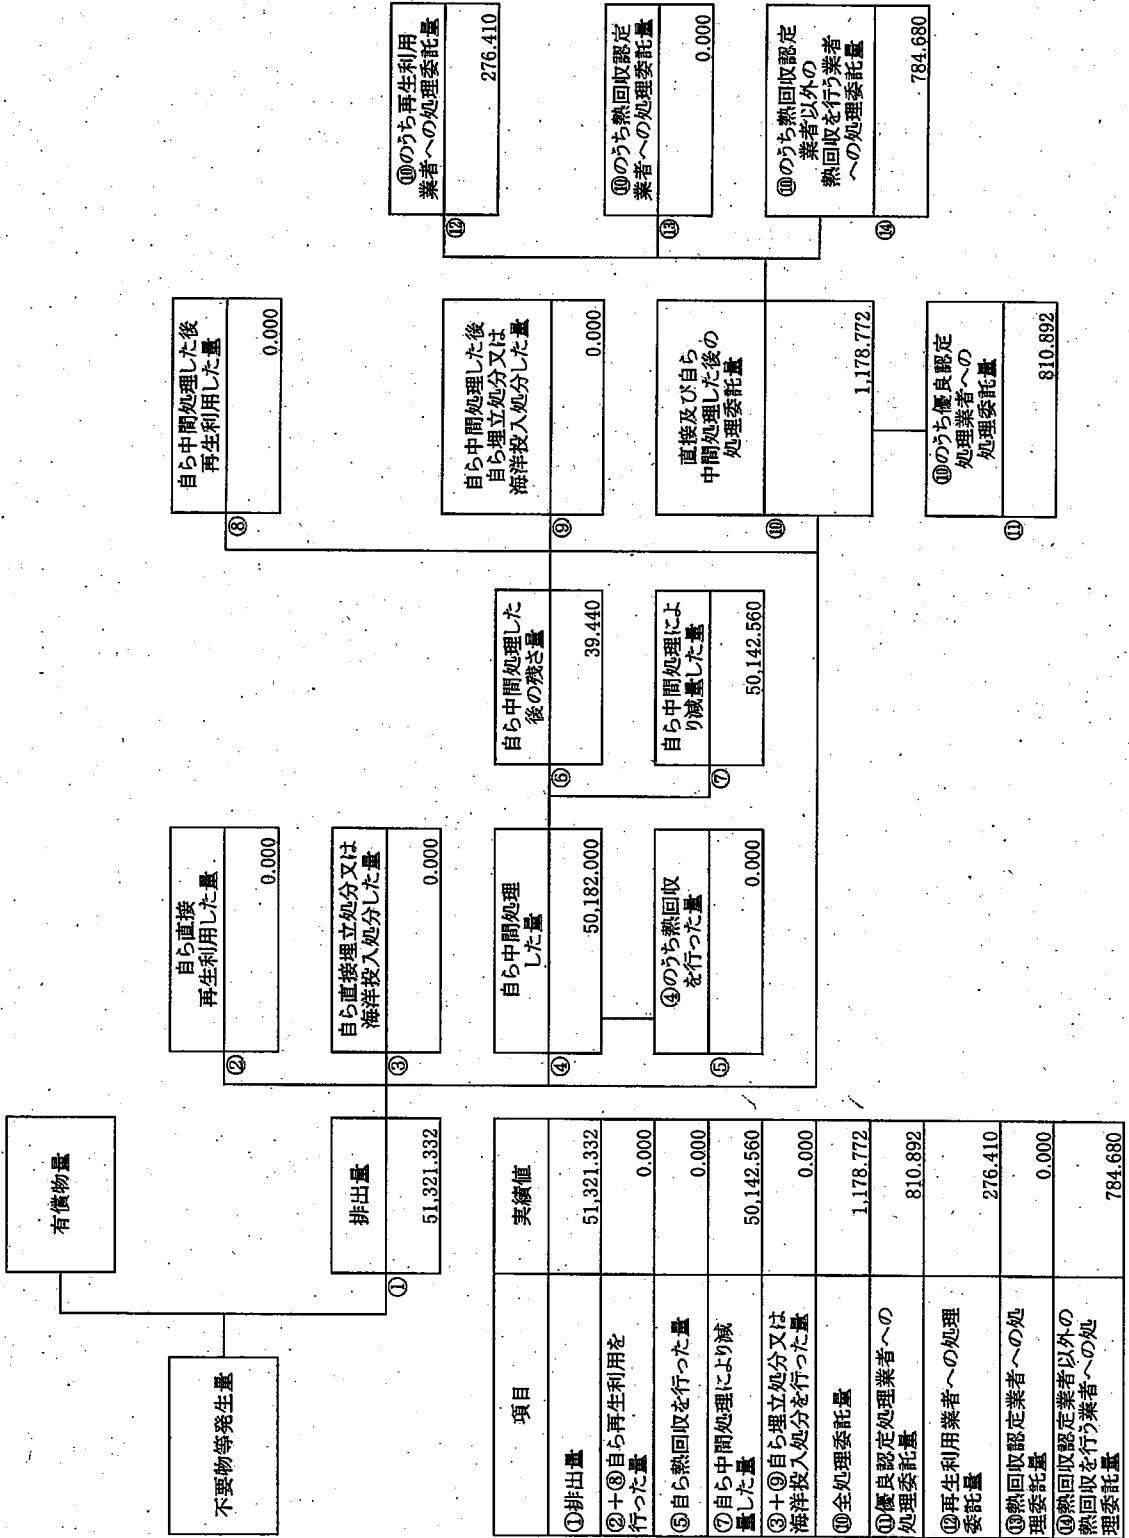 不要物等発生量
有償物量
排出量
①
51,321.332
自ら直接
再生利用した量
②
0.000
自ら直接埋立処分又は
海洋投入処分した量
③
0.000
自ら中間処理
した量
④
50,182.000
④のうち熱回収
を行った量
⑤
0.000
自ら中間処理した
後の残さ量
⑥
39.440
自ら中間処理によ
り減量した量
⑦
50,142.560
自ら中間処理した後
再生利用した量
⑧
0.000
自ら中間処理した後
自ら埋立処分又は
海洋投入処分した量
⑨
0.000
直接及び自ら
中間処理した後の
処理委託量
⑩
1,178.772
⑩のうち優良認定
処理業者への
処理委託量
⑪
810.892
⑩のうち再生利用
業者への処理委託量
⑫
276.410
⑩のうち熱回収認定
業者への処理委託量
⑬
0.000
⑩のうち熱回収認定
業者以外の
熱回収を行う業者
への処理委託量
⑭
784.680
項目 実績値
①排出量 51,321.332
②＋⑧自ら再生利用を
行った量 0.000
⑤自ら熱回収を行った量 0.000
⑦自ら中間処理により減
量した量 50,142.560
③＋⑨自ら埋立処分又は
海洋投入処分を行った量 0.000
⑩全処理委託量 1,178.772
⑪優良認定処理業者への
処理委託量 810.892
⑫再生利用業者への処理
委託量 276.410
⑬熱回収認定業者への処
理委託量 0.000
⑭熱回収認定業者以外の
熱回収を行う業者への処
理委託量 784.680